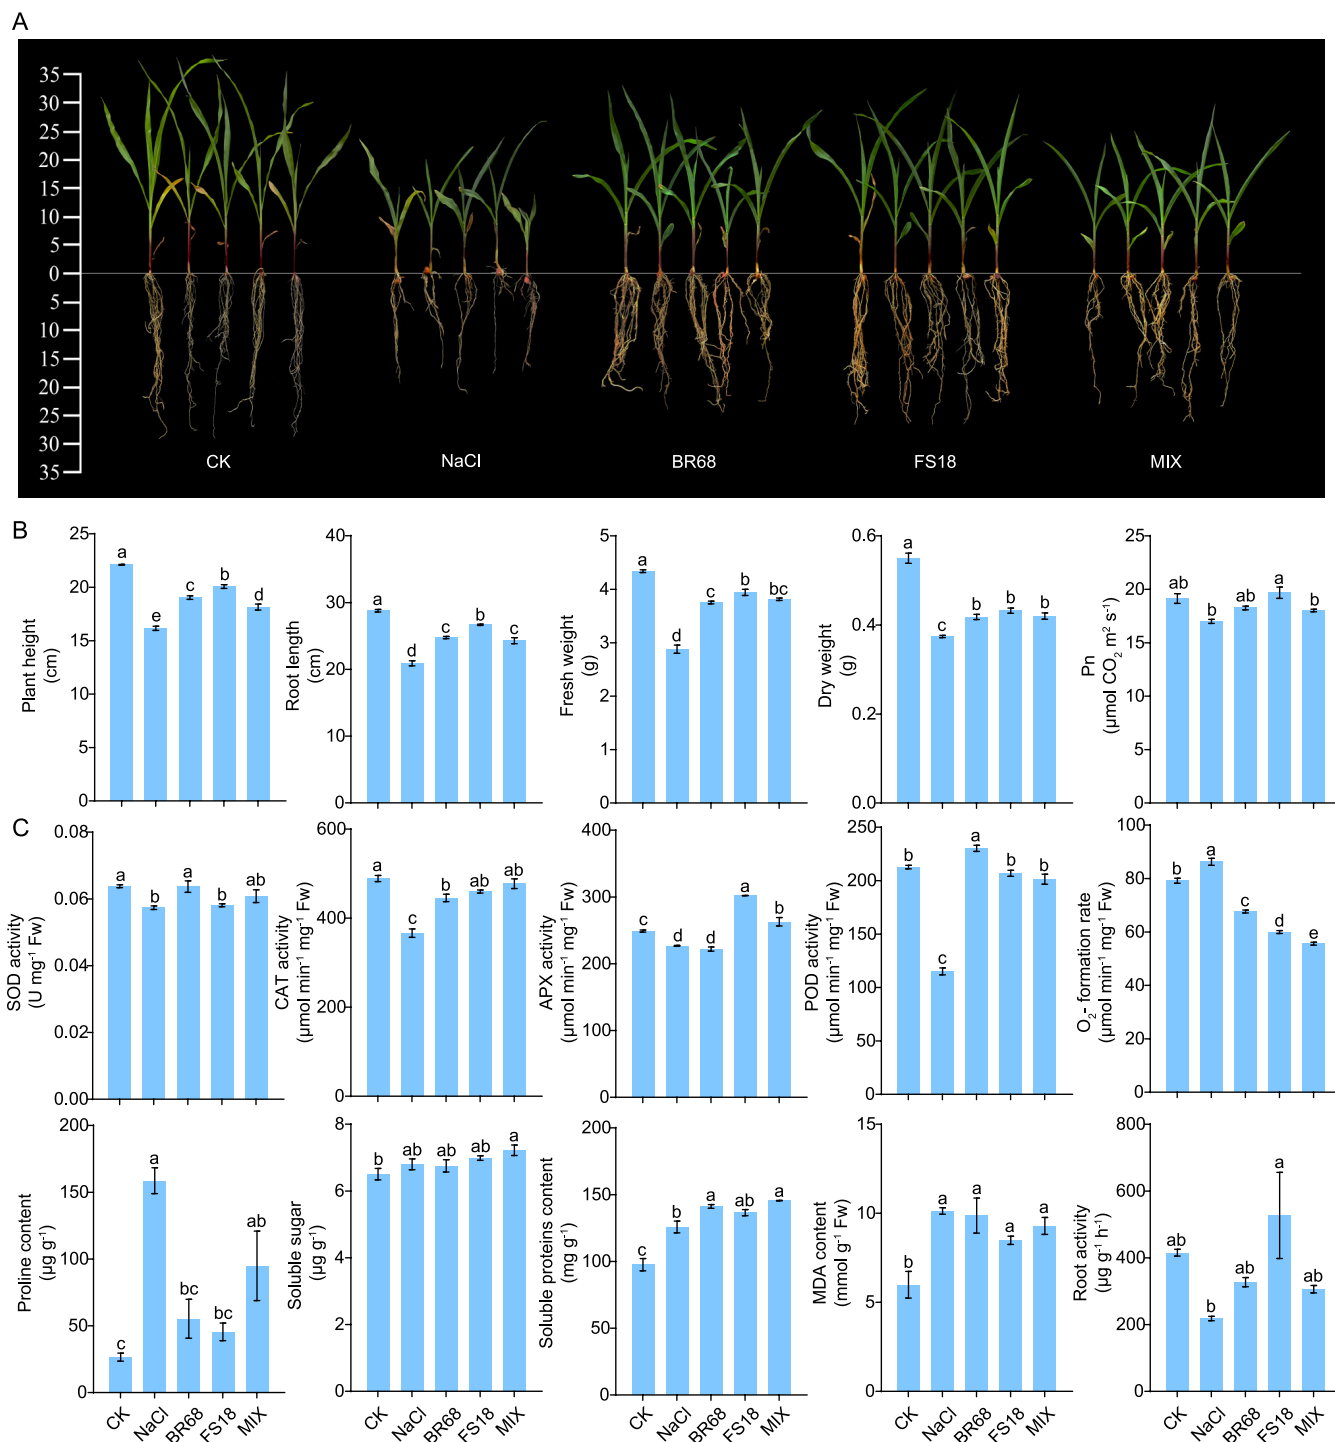 A
35
30
25
20
15
10
5
0
5
10
15
20
25
30
35
CK NaCl BR68 FS18 MIX
B
Plant height
(cm)
25
20
15
10
5
0
a e c b d
Root length
(cm)
40
30
20
10
0
a d c b c
Fresh weight
(g)
5
4
3
2
1
0
a d c b bc
Dry weight
(g)
0.6
0.4
0.2
0.0
a c b b b
Pn
(μmol CO₂ m² s⁻¹)
25
20
15
10
5
0
ab b ab a b
C
SOD activity
(U mg⁻¹ Fw)
0.08
0.06
0.04
0.02
0.00
a b a b ab
CAT activity
(μmol min⁻¹ mg⁻¹ Fw)
600
400
200
0
a c b ab ab
APX activity
(μmol min⁻¹ mg⁻¹ Fw)
400
300
200
100
0
c d d a b
POD activity
(μmol min⁻¹ mg⁻¹ Fw)
250
200
150
100
50
0
b c a b b
O₂- formation rate
(μmol min⁻¹ mg⁻¹ Fw)
100
80
60
40
20
0
b a c d e
Proline content
(μg g⁻¹)
200
150
100
50
0
c a bc bc ab
CK NaCl BR68 FS18 MIX
Soluble sugar
(μg g⁻¹)
8
6
4
2
0
b ab ab ab a
CK NaCl BR68 FS18 MIX
Soluble proteins content
(mg g⁻¹)
200
150
100
50
0
c b a ab a
CK NaCl BR68 FS18 MIX
MDA content
(mmol g⁻¹ Fw)
15
10
5
0
b a a a a
CK NaCl BR68 FS18 MIX
Root activity
(μg g⁻¹ h⁻¹)
800
600
400
200
0
ab b ab a ab
CK NaCl BR68 FS18 MIX